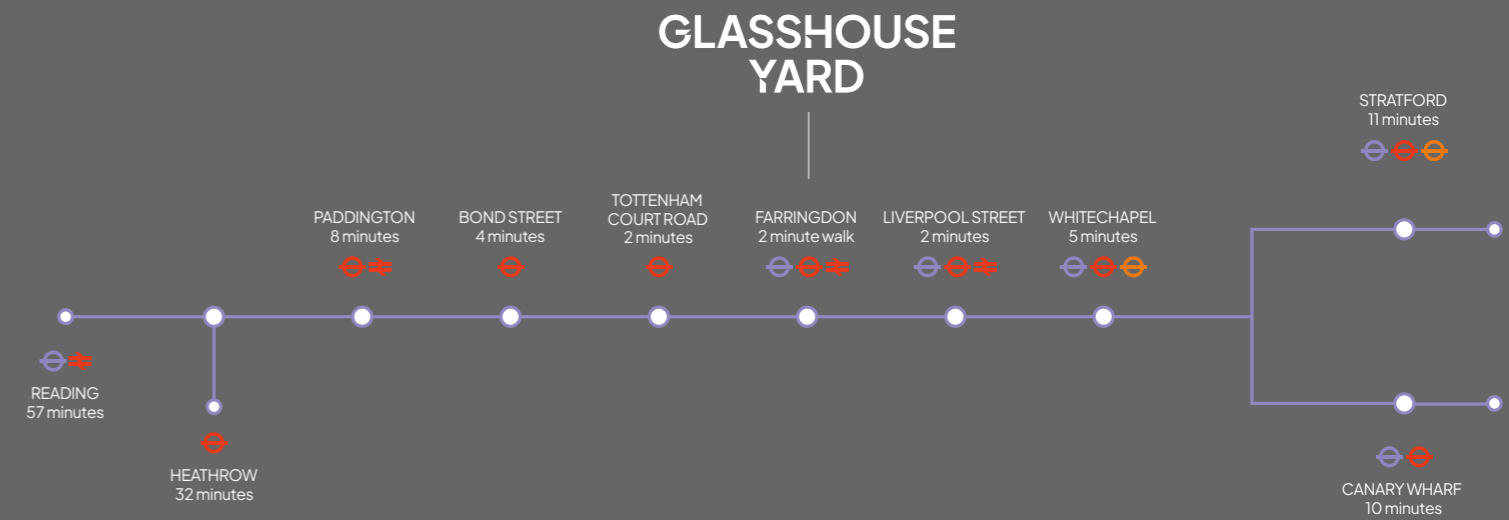 GLASSHOUSE
YARD
STRATFORD
11 minutes
PADDINGTON
8 minutes
BOND STREET
4 minutes
TOTTENHAM
COURT ROAD
2 minutes
FARRINGDON
2 minute walk
LIVERPOOL STREET
2 minutes
WHITECHAPEL
5 minutes
READING
57 minutes
HEATHROW
32 minutes
CANARY WHARF
10 minutes